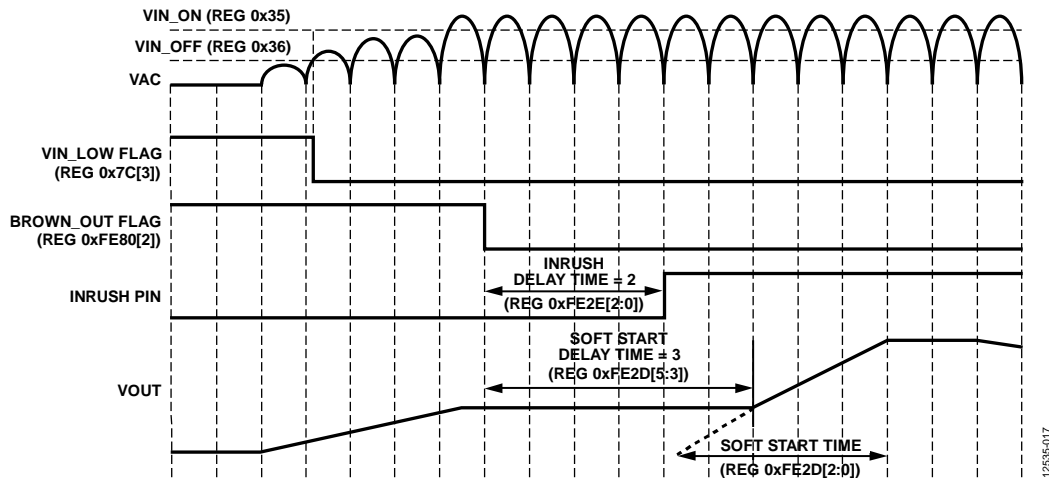 VIN_ON (REG 0x35)
VIN_OFF (REG 0x36)
VAC
VIN_LOW FLAG
(REG 0x7C[3])
BROWN_OUT FLAG
(REG 0xFE80[2])
INRUSH
DELAY TIME = 2
(REG 0xFE2E[2:0])
INRUSH PIN
SOFT START
DELAY TIME = 3
(REG 0xFE2D[5:3])
VOUT
SOFT START TIME
(REG 0xFE2D[2:0])
12535-017